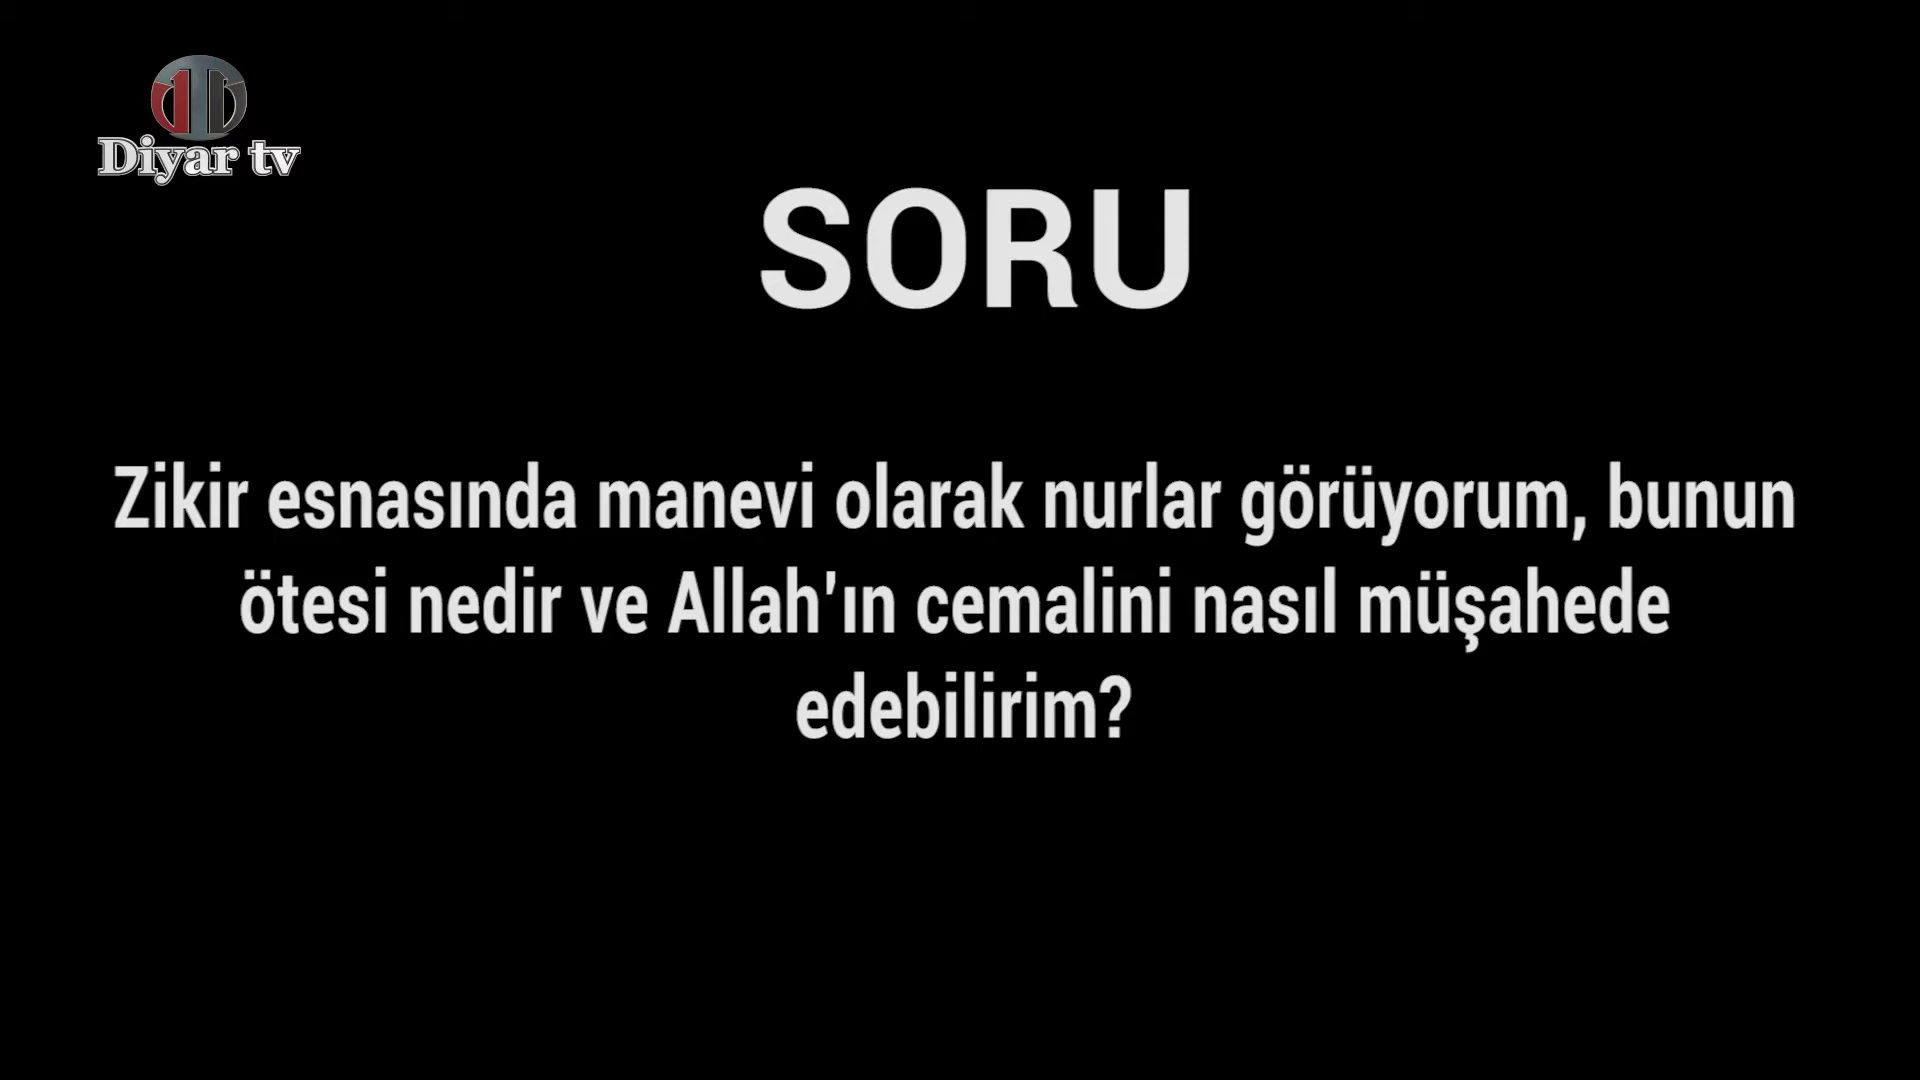 Diyar tv
SORU
Zikir esnasında manevi olarak nurlar görüyorum, bunun
ötesi nedir ve Allah'ın cemalini nasıl müşahede
edebilirim?